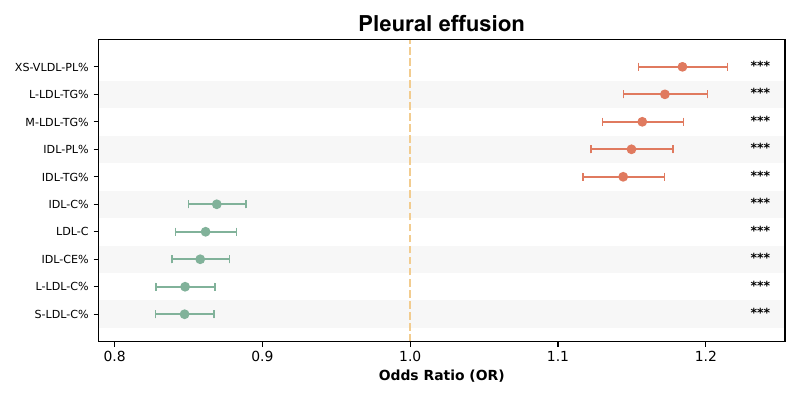 Pleural effusion
XS-VLDL-PL% ***
L-LDL-TG% ***
M-LDL-TG% ***
IDL-PL% ***
IDL-TG% ***
IDL-C% ***
LDL-C ***
IDL-CE% ***
L-LDL-C% ***
S-LDL-C% ***
0.8 0.9 1.0 1.1 1.2
Odds Ratio (OR)